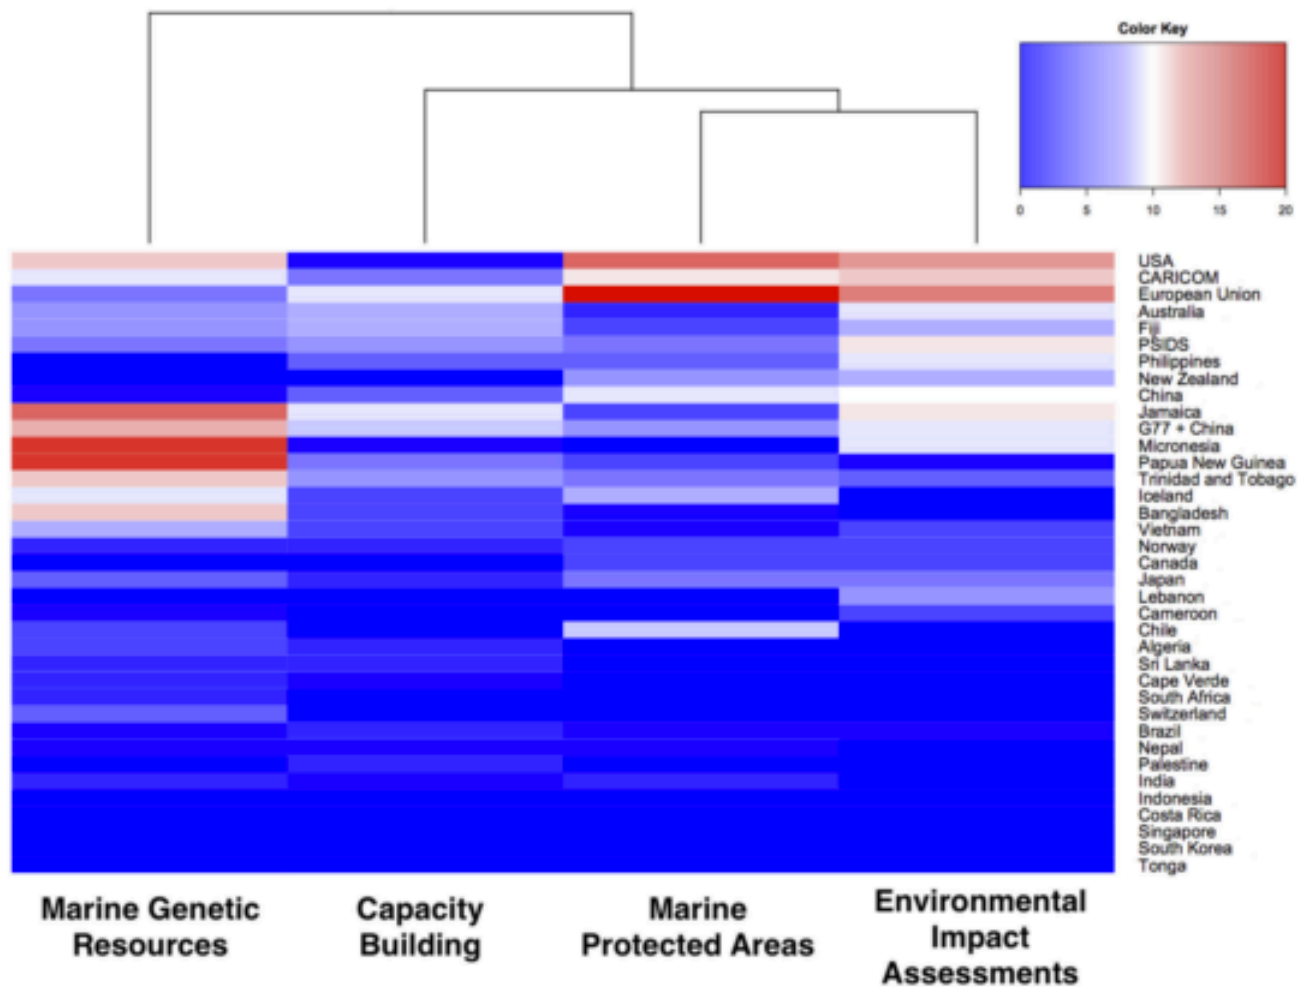 Color Key
0 5 10 15 20
USA
CARICOM
European Union
Australia
Fiji
PSIDS
Philippines
New Zealand
China
Jamaica
G77 + China
Micronesia
Papua New Guinea
Trinidad and Tobago
Iceland
Bangladesh
Vietnam
Norway
Canada
Japan
Lebanon
Cameroon
Chile
Algeria
Sri Lanka
Cape Verde
South Africa
Switzerland
Brazil
Nepal
Palestine
India
Indonesia
Costa Rica
Singapore
South Korea
Tonga
Marine Genetic
Resources
Capacity
Building
Marine
Protected Areas
Environmental
Impact
Assessments